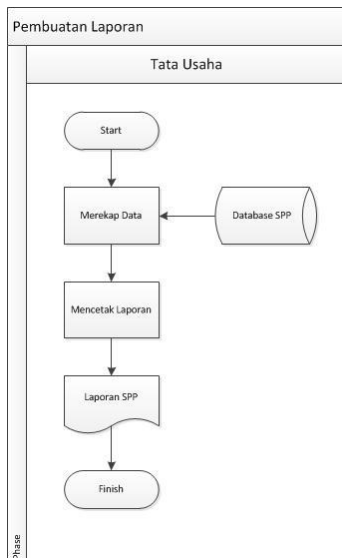 Pembuatan Laporan
Tata Usaha
Start
Merekap Data
Database SPP
Mencetak Laporan
Laporan SPP
Finish
Phase